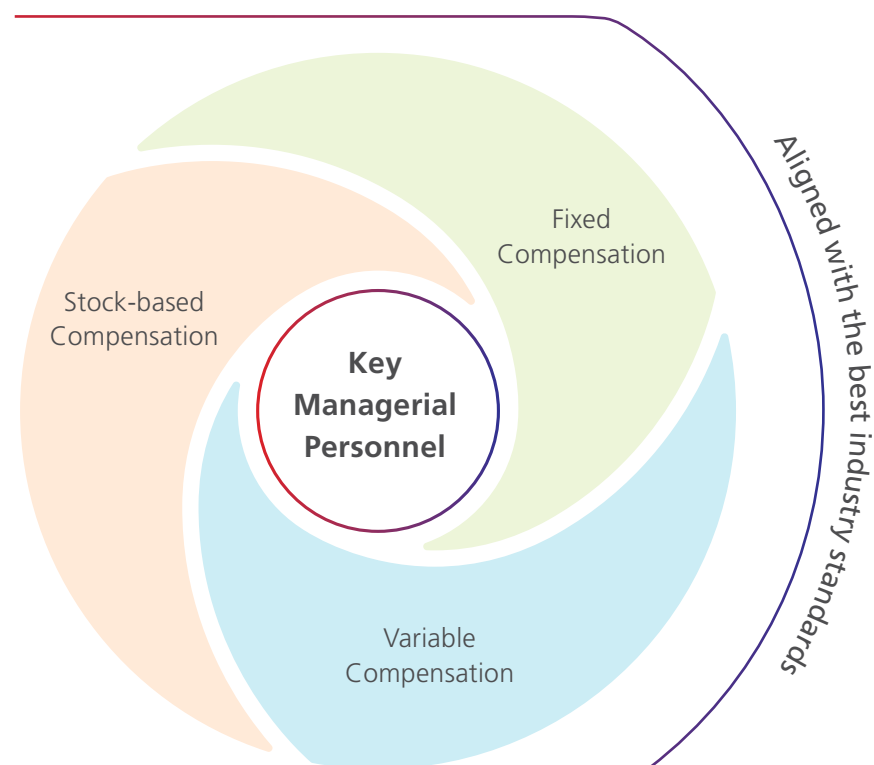 Fixed
Compensation
Stock-based
Compensation
Key
Managerial
Personnel
Variable
Compensation
Aligned with the best industry standards